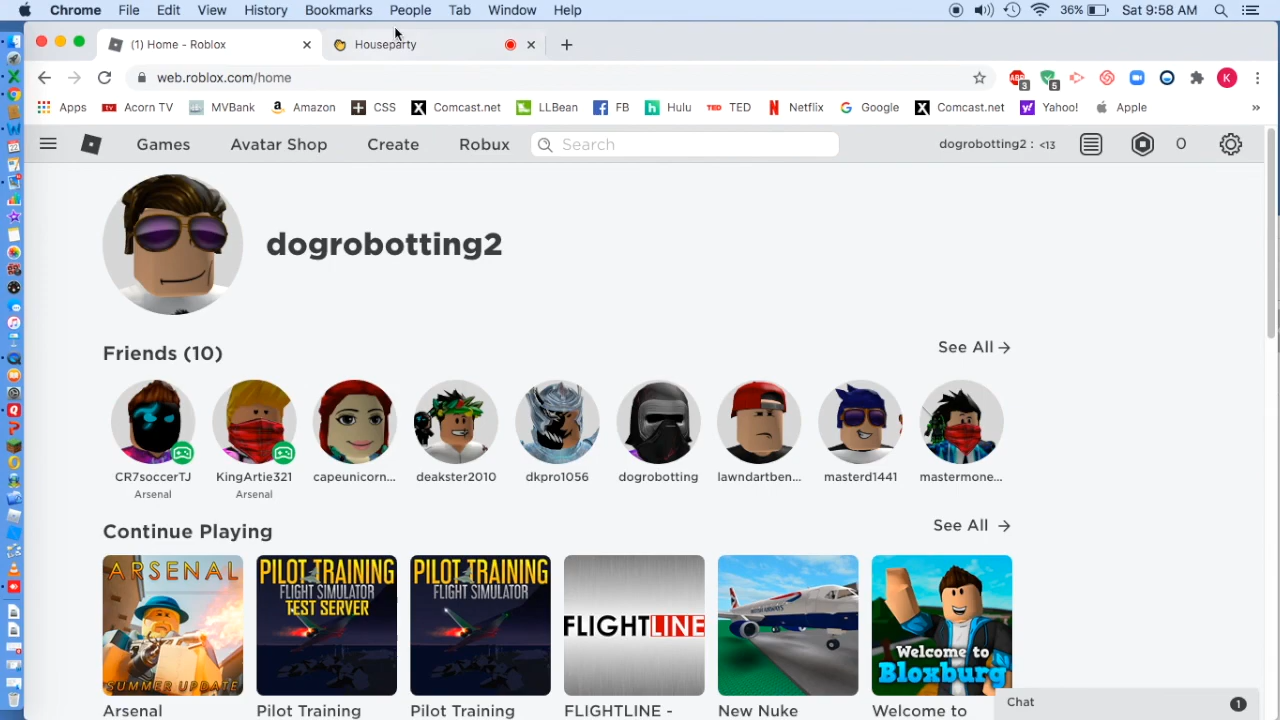 Chrome File Edit View History Bookmarks People Tab Window Help 36% Sat 9:58 AM
(1) Home - Roblox Houseparty
web.roblox.com/home 3 5 K
Apps Acorn TV MVBank Amazon CSS Comcast.net LLBean FB Hulu TED Netflix Google Comcast.net Yahoo! Apple »
Games Avatar Shop Create Robux Search dogrobotting2 : <13 0
dogrobotting2
Friends (10) See All
CR7soccerTJ KingArtie321 capeunicorn... deakster2010 dkpro1056 Dogrobotting lawndartben... masterd1441 mastermone...
Arsenal Arsenal
Continue Playing See All
ARSENAL
SUMMER UPDATE
PILOT TRAINING
FLIGHT SIMULATOR
TEST SERVER
PILOT TRAINING
FLIGHT SIMULATOR
FLIGHTLINE
BRITISH AIRWAYS
Welcome to
Bloxburg
Arsenal Pilot Training Pilot Training FLIGHTLINE - New Nuke Welcome to
Chat 1